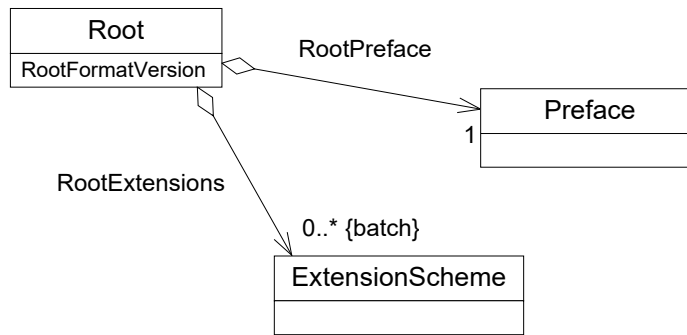 Root
RootFormatVersion
RootPreface
Preface
1
RootExtensions
0..* {batch}
ExtensionScheme